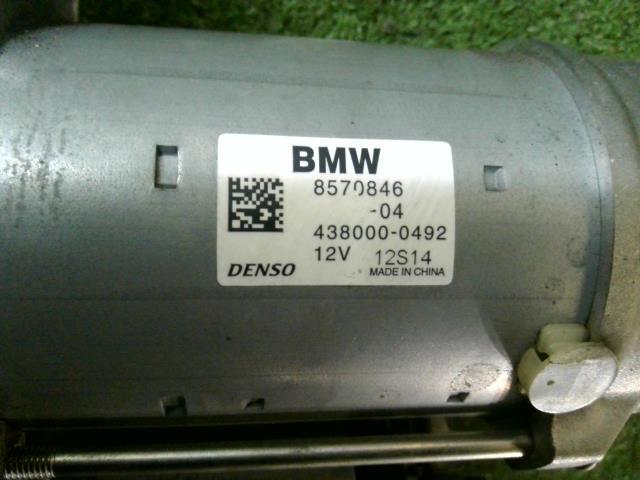 BMW
8570846
-04
438000-0492
12V 12S14
DENSO MADE IN CHINA